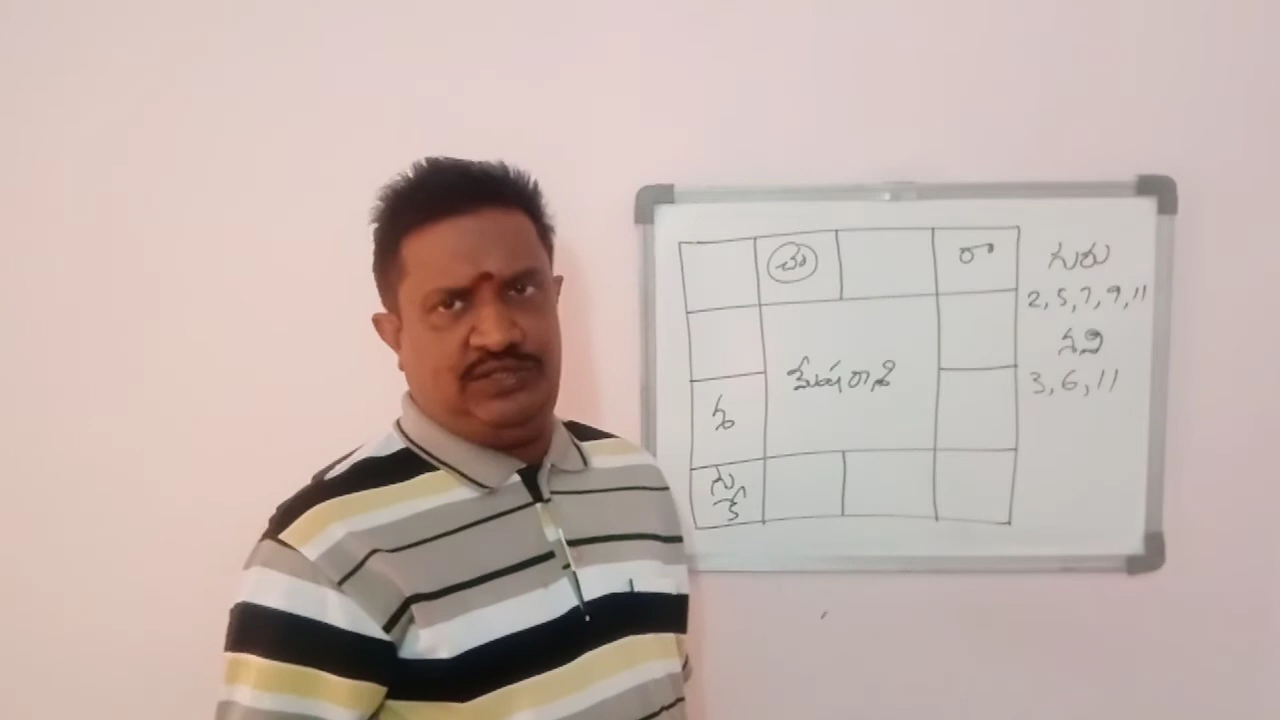 చం
రా
మేషరాశి
శ
గు
కే
గురు
2, 5, 7, 9, 11
శని
3, 6, 11